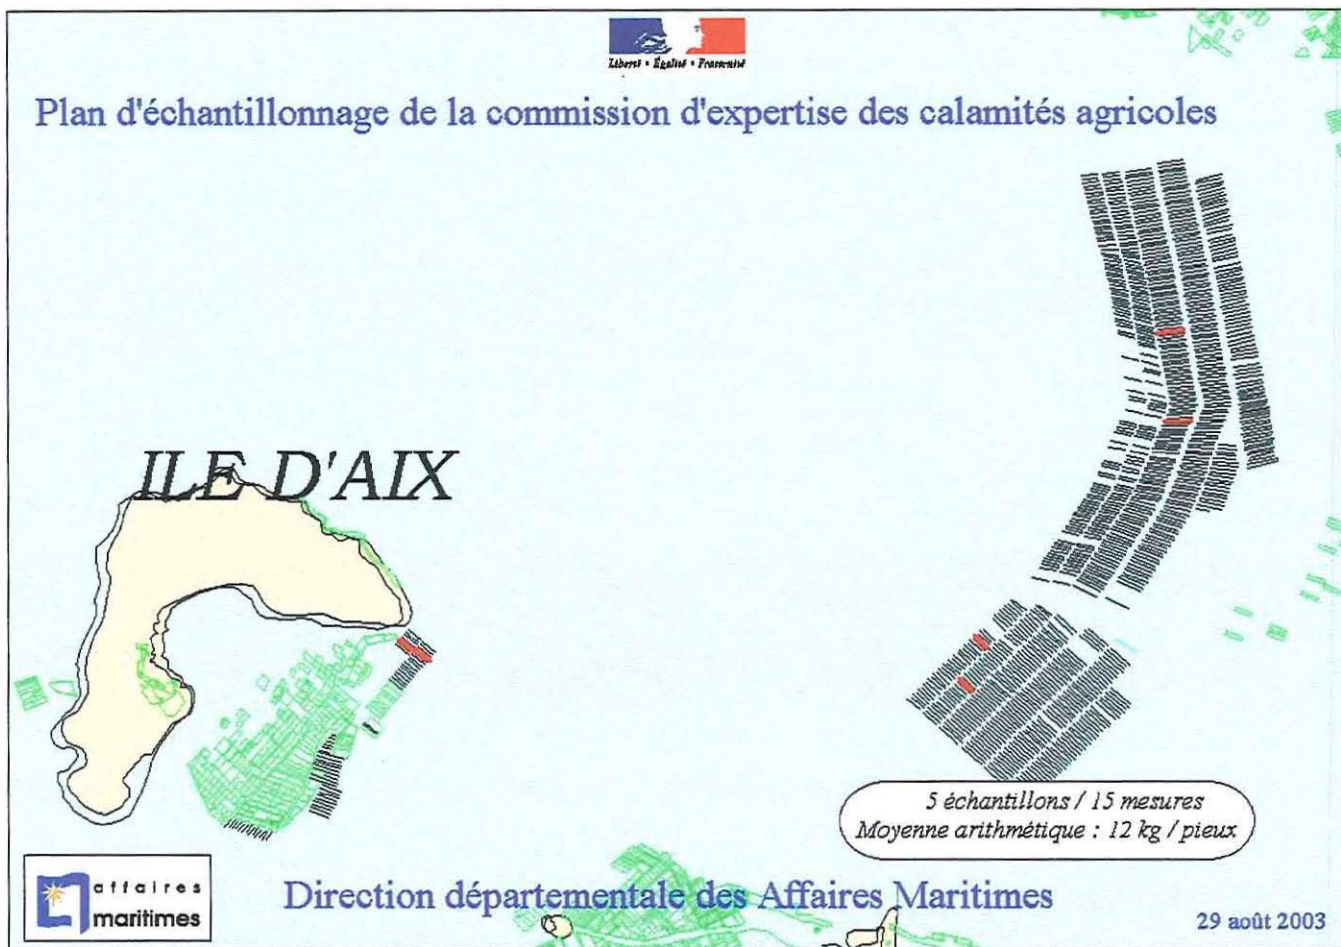 Liberté • Égalité • Fraternité
Plan d'échantillonnage de la commission d'expertise des calamités agricoles
ILE D'AIX
5 échantillons / 15 mesures
Moyenne arithmétique : 12 kg / pieux
affaires
maritimes
Direction départementale des Affaires Maritimes
29 août 2003